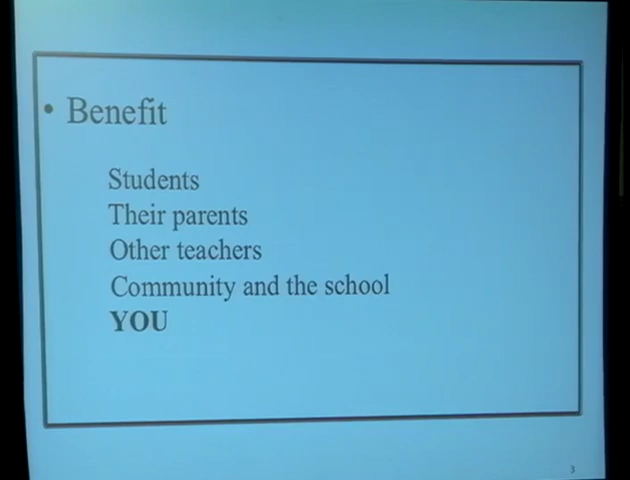 • Benefit
Students
Their parents
Other teachers
Community and the school
YOU
3